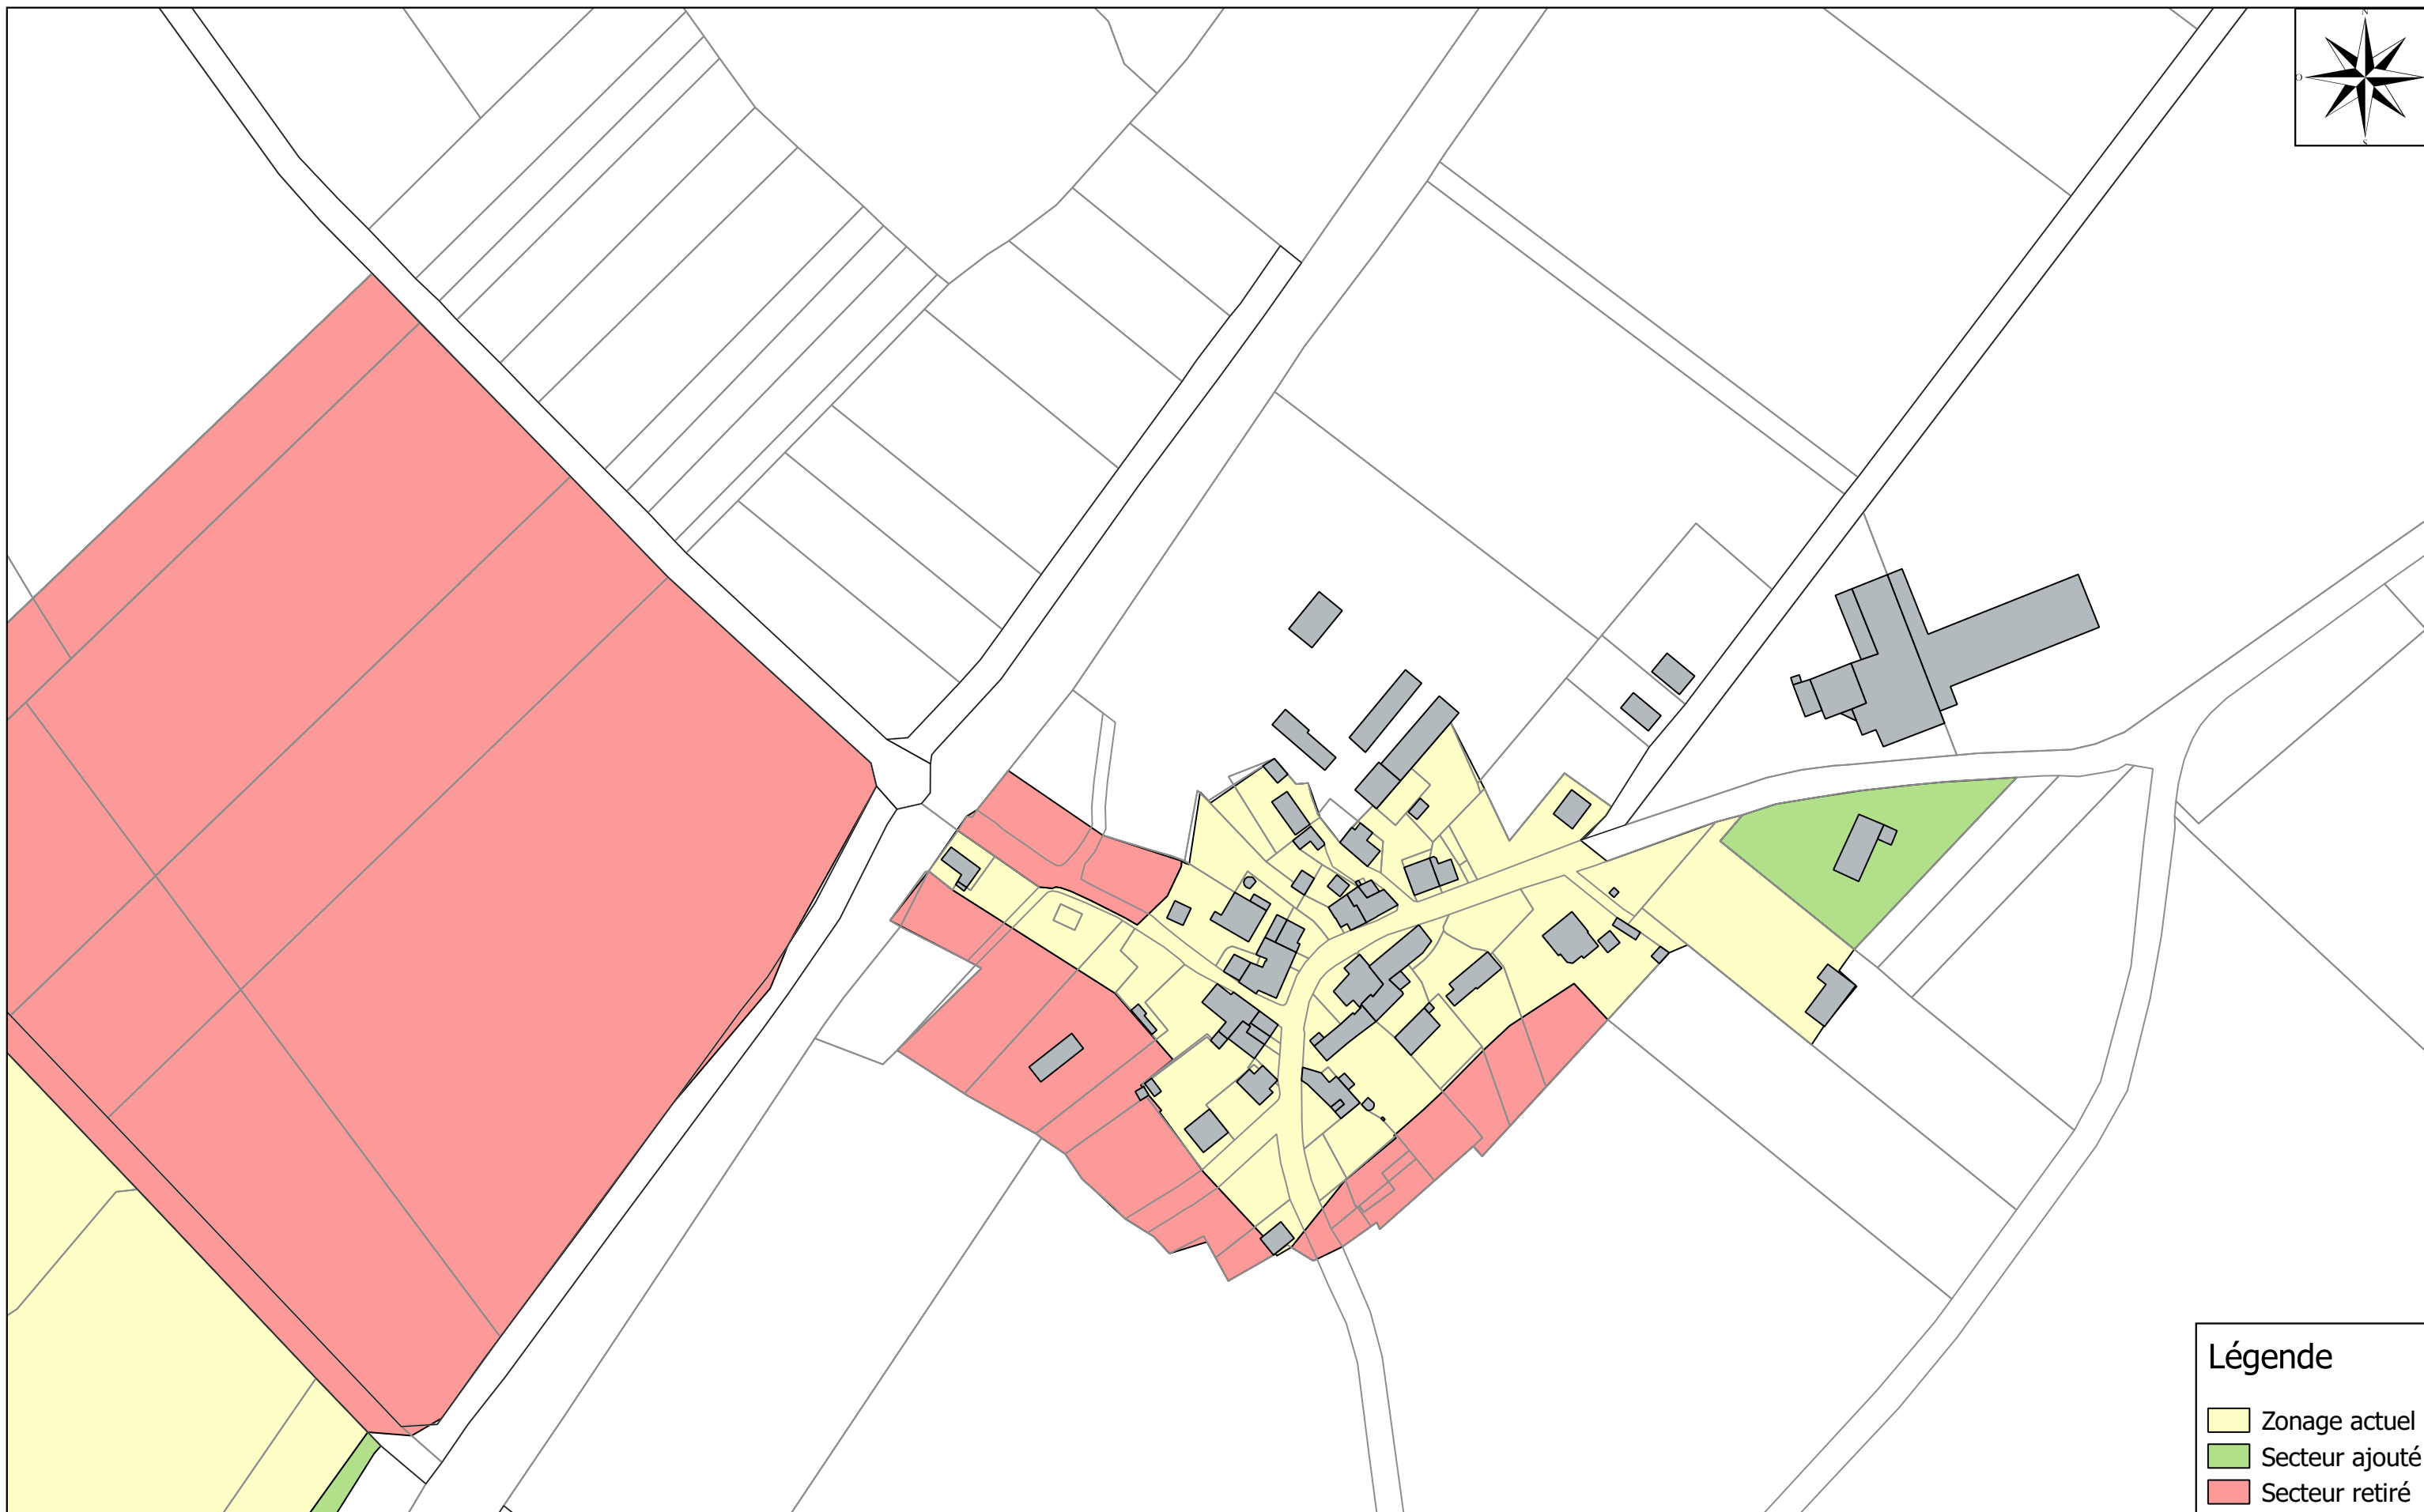 N
O
S
Légende
Zonage actuel
Secteur ajouté
Secteur retiré